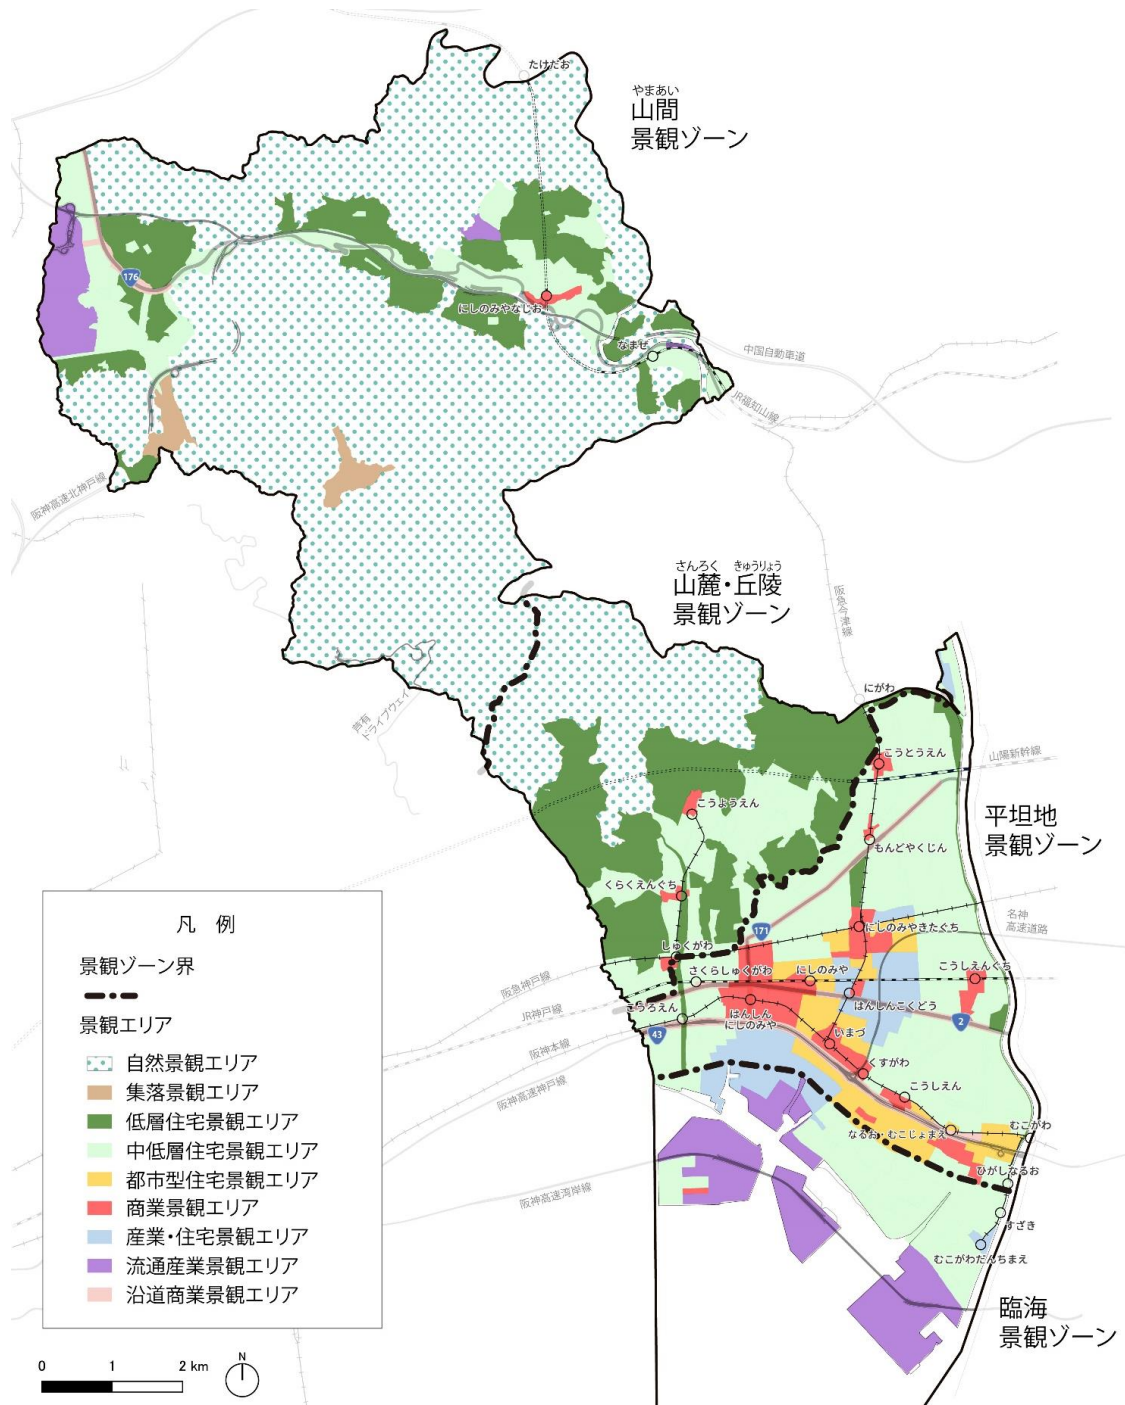 たけだお
やまあい
山間
景観ゾーン
176
にしのみやなじお
なまぜ
中国自動車道
JR福知山線
阪神高速北神戸線
さんろく きゅうりょう
山麓・丘陵
景観ゾーン
阪急今津線
芦有
ドライブウェイ
にがわ
こうとうえん
山陽新幹線
こうようえん
平坦地
景観ゾーン
もんどやくじん
くらくえんぐち
171
にしのみやきたぐち
名神
高速道路
しゅくがわ
さくらしゅくがわ
にしのみや
こうしえんぐち
阪急神戸線
JR神戸線
こうろえん
はんしん
にしのみや
はんしんこくどう
43
2
阪神本線
いまづ
くすがわ
阪神高速神戸線
こうしえん
なるお・むこじょまえ
むこがわ
ひがしなるお
阪神高速湾岸線
すざき
むこがわだんちまえ
臨海
景観ゾーン
凡 例
景観ゾーン界
景観エリア
自然景観エリア
集落景観エリア
低層住宅景観エリア
中低層住宅景観エリア
都市型住宅景観エリア
商業景観エリア
産業・住宅景観エリア
流通産業景観エリア
沿道商業景観エリア
0 1 2 km
N